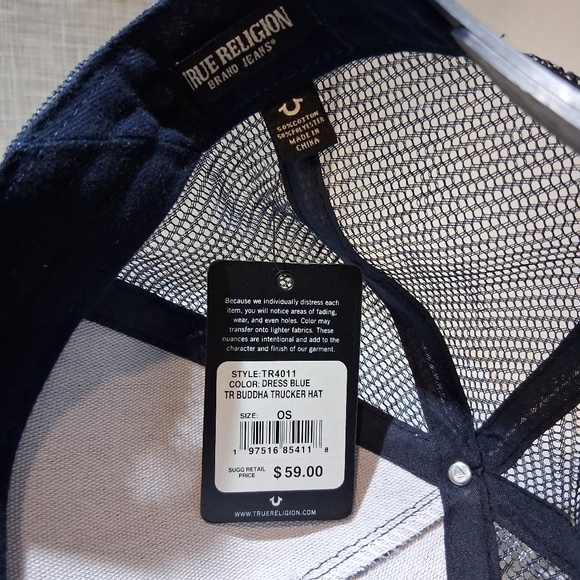 TRUE RELIGION
BRAND JEANS®
50%COTTON
50%POLYESTER
MADE IN
CHINA
Because we individually distress each
item, you will notice areas of fading,
wear, and even holes. Color may
transfer onto lighter fabrics. These
nuances are intentional and add to the
character and finish of our garment.
STYLE:TR4011
COLOR: DRESS BLUE
TR BUDDHA TRUCKER HAT
SIZE: OS
1 97516 85411 8
SUGG RETAIL
PRICE $59.00
WWW.TRUERELIGION.COM